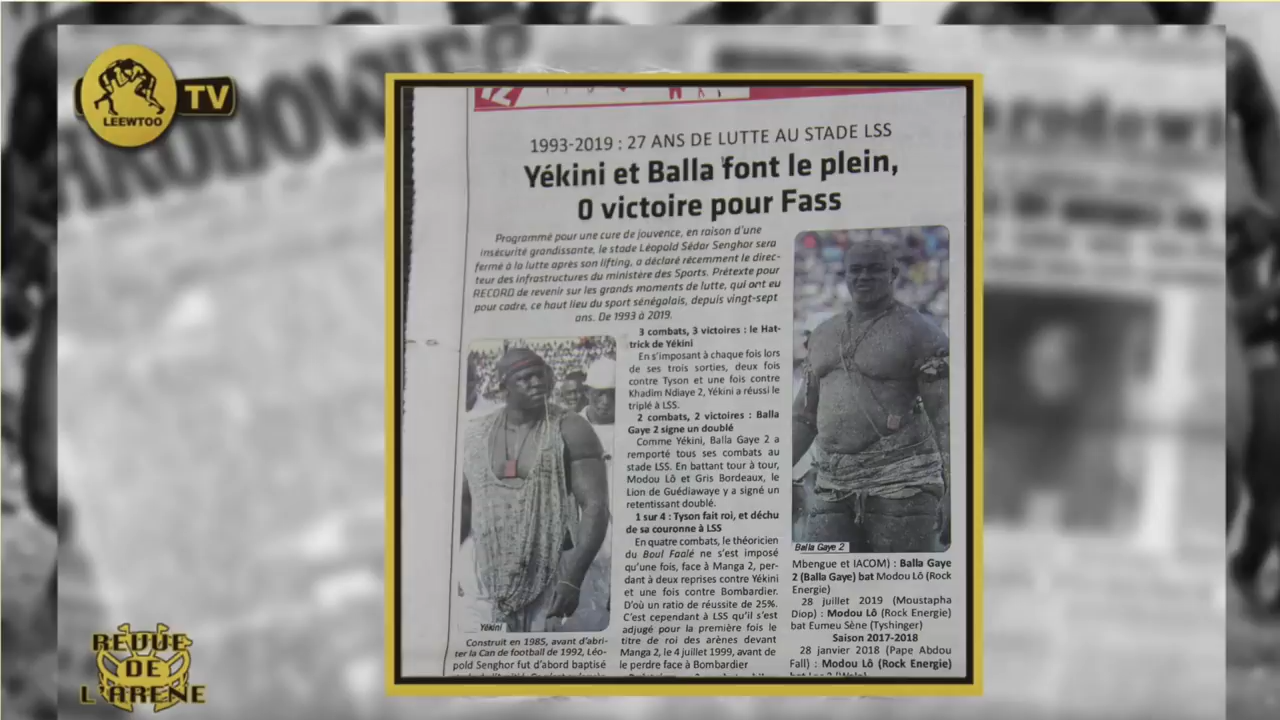 LEEWTOO
TV
1993-2019 : 27 ANS DE LUTTE AU STADE LSS
Yékini et Balla font le plein,
0 victoire pour Fass
Programmé pour une cure de jouvence, en raison d'une
insécurité grandissante, le stade Léopold Sédar Senghor sera
fermé à la lutte après son lifting, a déclaré récemment le direc-
teur des infrastructures du ministère des Sports. Prétexte pour
RECORD de revenir sur les grands moments de lutte, qui ont eu
pour cadre, ce haut lieu du sport sénégalais, depuis vingt-sept
ans. De 1993 à 2019.
Yékini
Construit en 1985, avant d'abri-
ter la Can de football de 1992, Léo-
pold Senghor fut d'abord baptisé
3 combats, 3 victoires : le Hat-
trick de Yékini
En s'imposant à chaque fois lors
de ses trois sorties, deux fois
contre Tyson et une fois contre
Khadim Ndiaye 2, Yékini a réussi le
triplé à LSS.
2 combats, 2 victoires : Balla
Gaye 2 signe un doublé
Comme Yékini, Balla Gaye 2 a
remporté tous ses combats au
stade LSS. En battant tour à tour,
Modou Lô et Gris Bordeaux, le
Lion de Guédiawaye y a signé un
retentissant doublé.
1 sur 4 : Tyson fait roi, et déchu
de sa couronne à LSS
En quatre combats, le théoricien
du Boul Faalé ne s'est imposé
qu'une fois, face à Manga 2, per-
dant à deux reprises contre Yékini
et une fois contre Bombardier.
D'où un ratio de réussite de 25%.
C'est cependant à LSS qu'il s'est
adjugé pour la première fois le
titre de roi des arènes devant
Manga 2, le 4 juillet 1999, avant de
le perdre face à Bombardier
Balla Gaye 2
Mbengue et IACOM) : Balla Gaye
2 (Balla Gaye) bat Modou Lô (Rock
Energie)
28 juillet 2019 (Moustapha
Diop) : Modou Lô (Rock Energie)
bat Eumeu Sène (Tyshinger)
Saison 2017-2018
28 janvier 2018 (Pape Abdou
Fall) : Modou Lô (Rock Energie)
REVUE
DE
L'ARENE